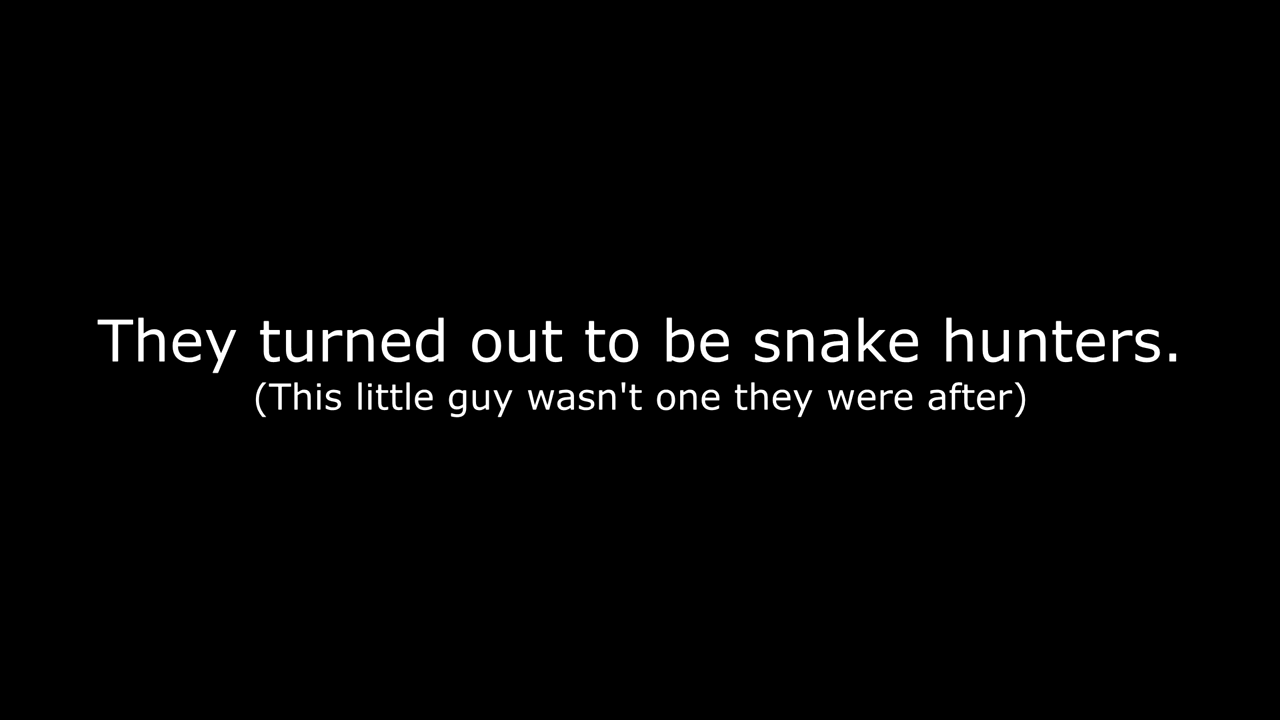 They turned out to be snake hunters.
(This little guy wasn't one they were after)